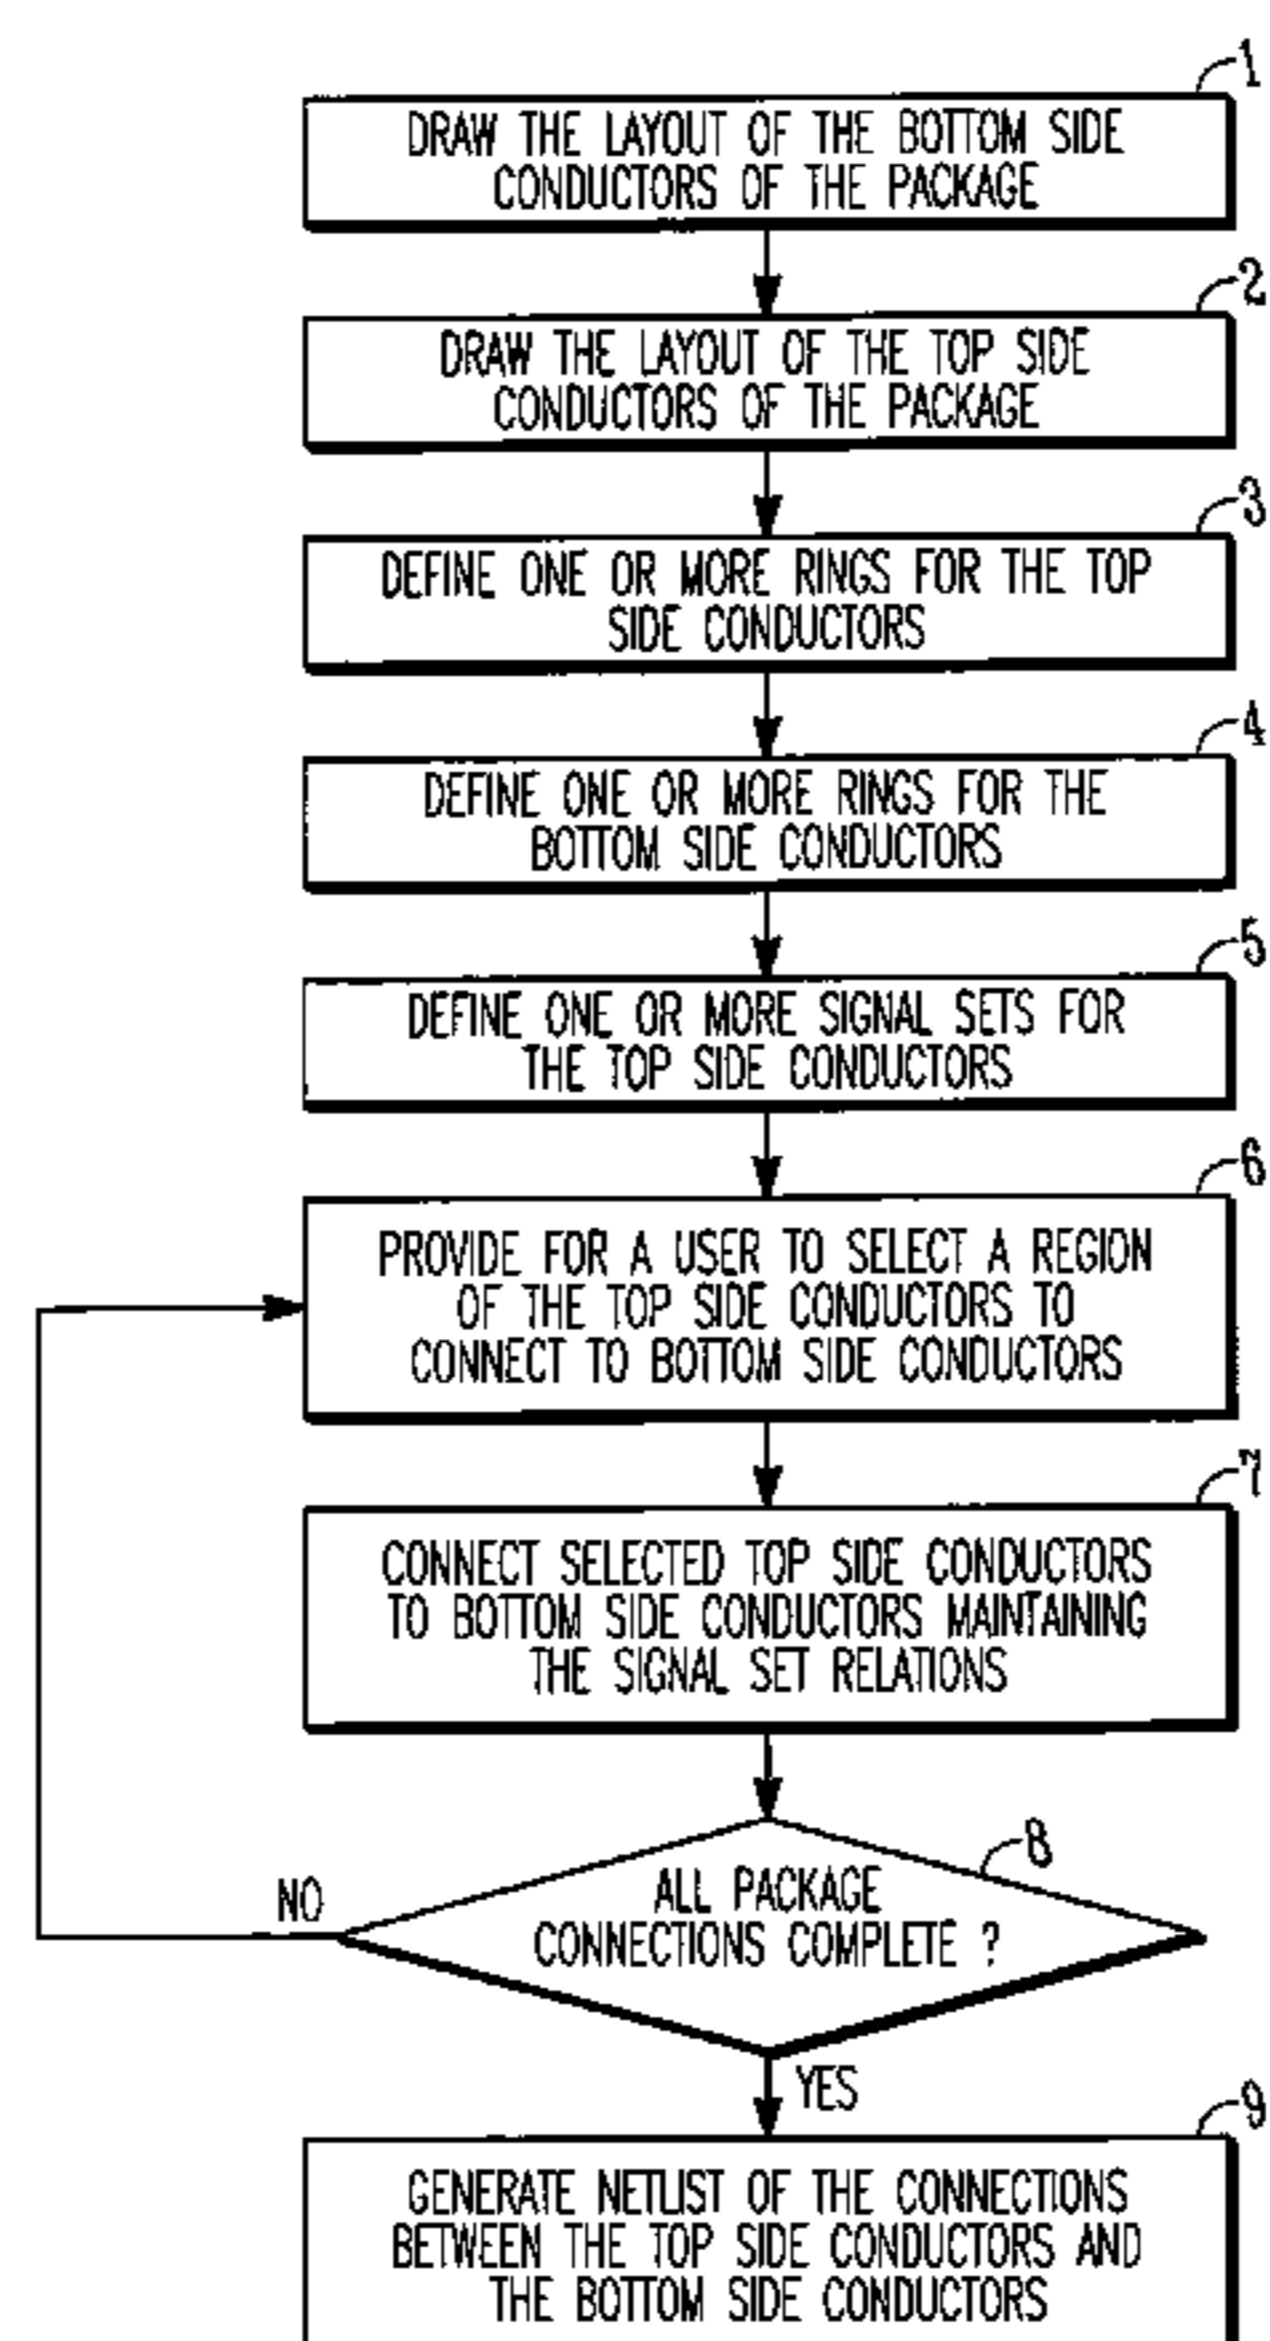 1
DRAW THE LAYOUT OF THE BOTTOM SIDE
CONDUCTORS OF THE PACKAGE
2
DRAW THE LAYOUT OF THE TOP SIDE
CONDUCTORS OF THE PACKAGE
3
DEFINE ONE OR MORE RINGS FOR THE TOP
SIDE CONDUCTORS
4
DEFINE ONE OR MORE RINGS FOR THE
BOTTOM SIDE CONDUCTORS
5
DEFINE ONE OR MORE SIGNAL SETS FOR
THE TOP SIDE CONDUCTORS
6
PROVIDE FOR A USER TO SELECT A REGION
OF THE TOP SIDE CONDUCTORS TO
CONNECT TO BOTTOM SIDE CONDUCTORS
7
CONNECT SELECTED TOP SIDE CONDUCTORS
TO BOTTOM SIDE CONDUCTORS MAINTAINING
THE SIGNAL SET RELATIONS
8
ALL PACKAGE
CONNECTIONS COMPLETE ?
NO
YES
9
GENERATE NETLIST OF THE CONNECTIONS
BETWEEN THE TOP SIDE CONDUCTORS AND
THE BOTTOM SIDE CONDUCTORS